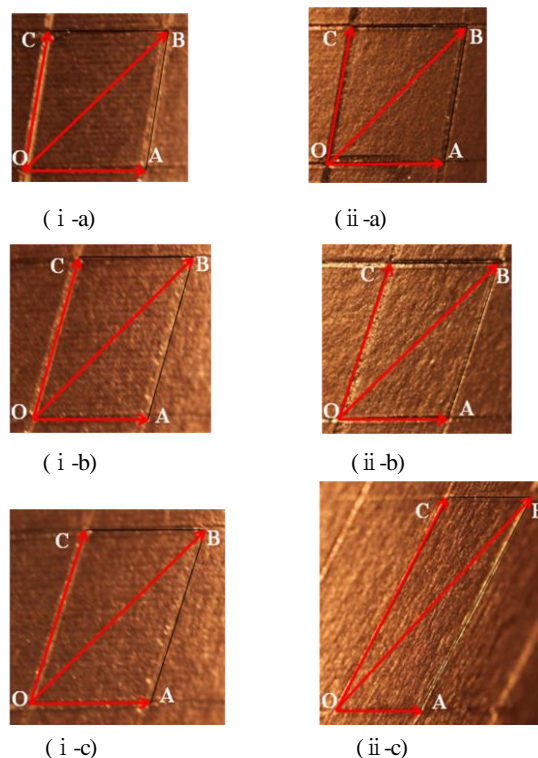 C B C B
O A O A
( ⅰ -a) ( ⅱ -a)
C B C B
O A O A
( ⅰ -b) ( ⅱ -b)
C B C
O A O A
( ⅰ -c) ( ⅱ -c)